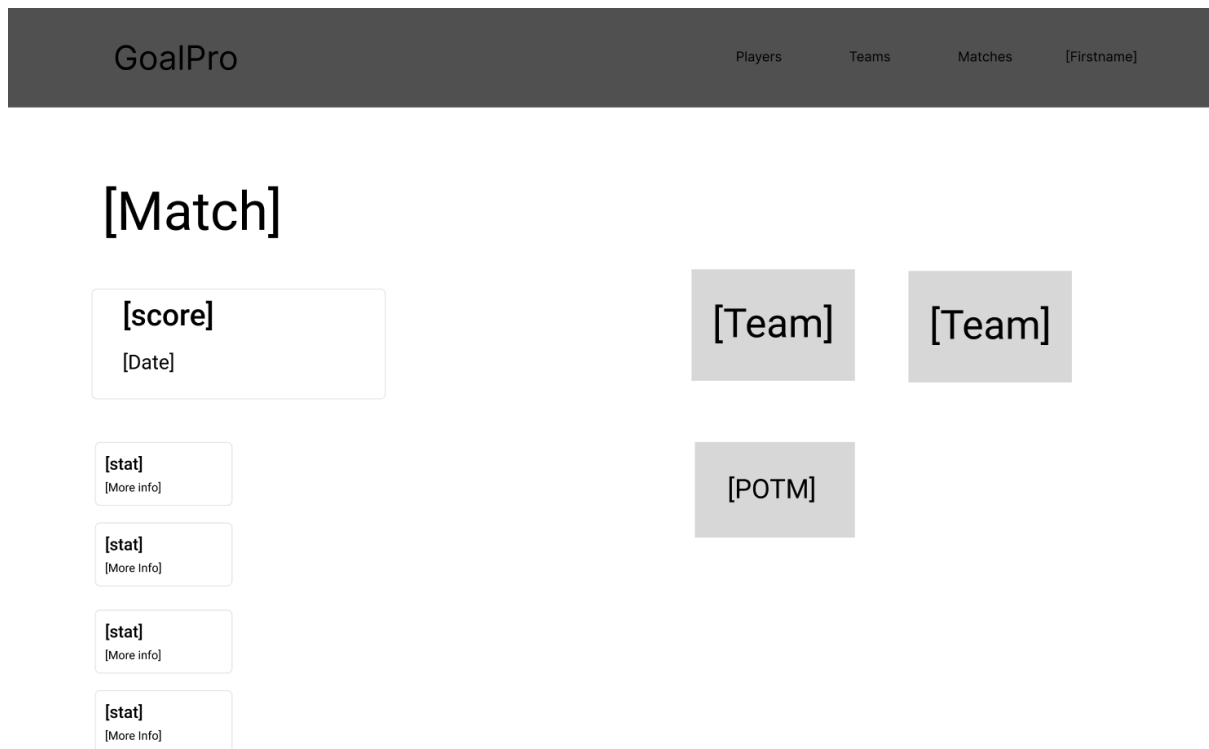 GoalPro
Players
Teams
Matches
[Firstname]
[Match]
[score]
[Date]
[Team]
[Team]
[stat]
[More info]
[POTM]
[stat]
[More Info]
[stat]
[More info]
[stat]
[More Info]